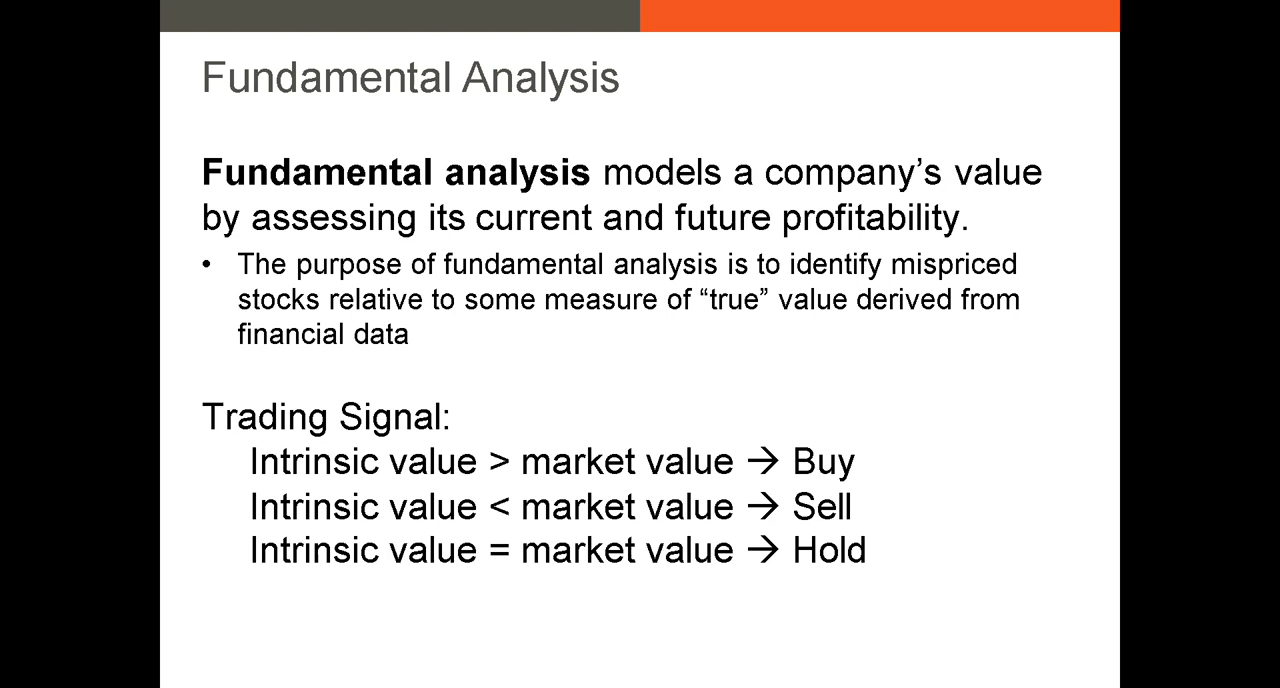 Fundamental Analysis
Fundamental analysis models a company’s value
by assessing its current and future profitability.
• The purpose of fundamental analysis is to identify mispriced
stocks relative to some measure of “true” value derived from
financial data
Trading Signal:
Intrinsic value > market value → Buy
Intrinsic value < market value → Sell
Intrinsic value = market value → Hold